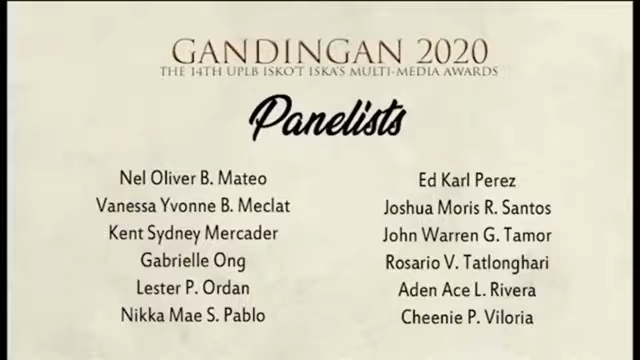 GANDINGAN 2020
THE 14TH UPLB ISKO'T ISKA'S MULTI-MEDIA AWARDS
Panelists
Nel Oliver B. Mateo
Vanessa Yvonne B. Meclat
Kent Sydney Mercader
Gabrielle Ong
Lester P. Ordan
Nikka Mae S. Pablo
Ed Karl Perez
Joshua Moris R. Santos
John Warren G. Tamor
Rosario V. Tatlonghari
Aden Ace L. Rivera
Cheenie P. Viloria